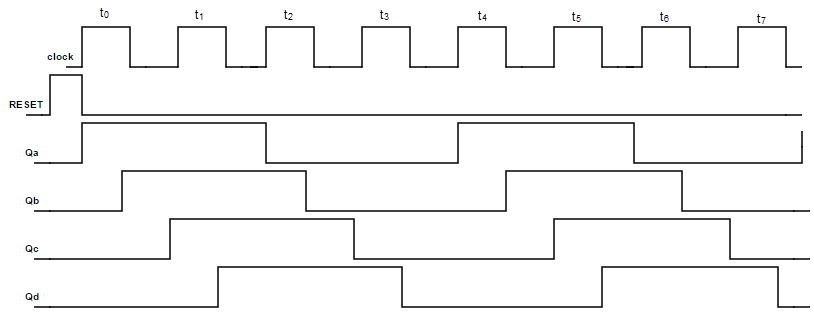 t0 t1 t2 t3 t4 t5 t6 t7
clock
RESET
Qa
Qb
Qc
Qd